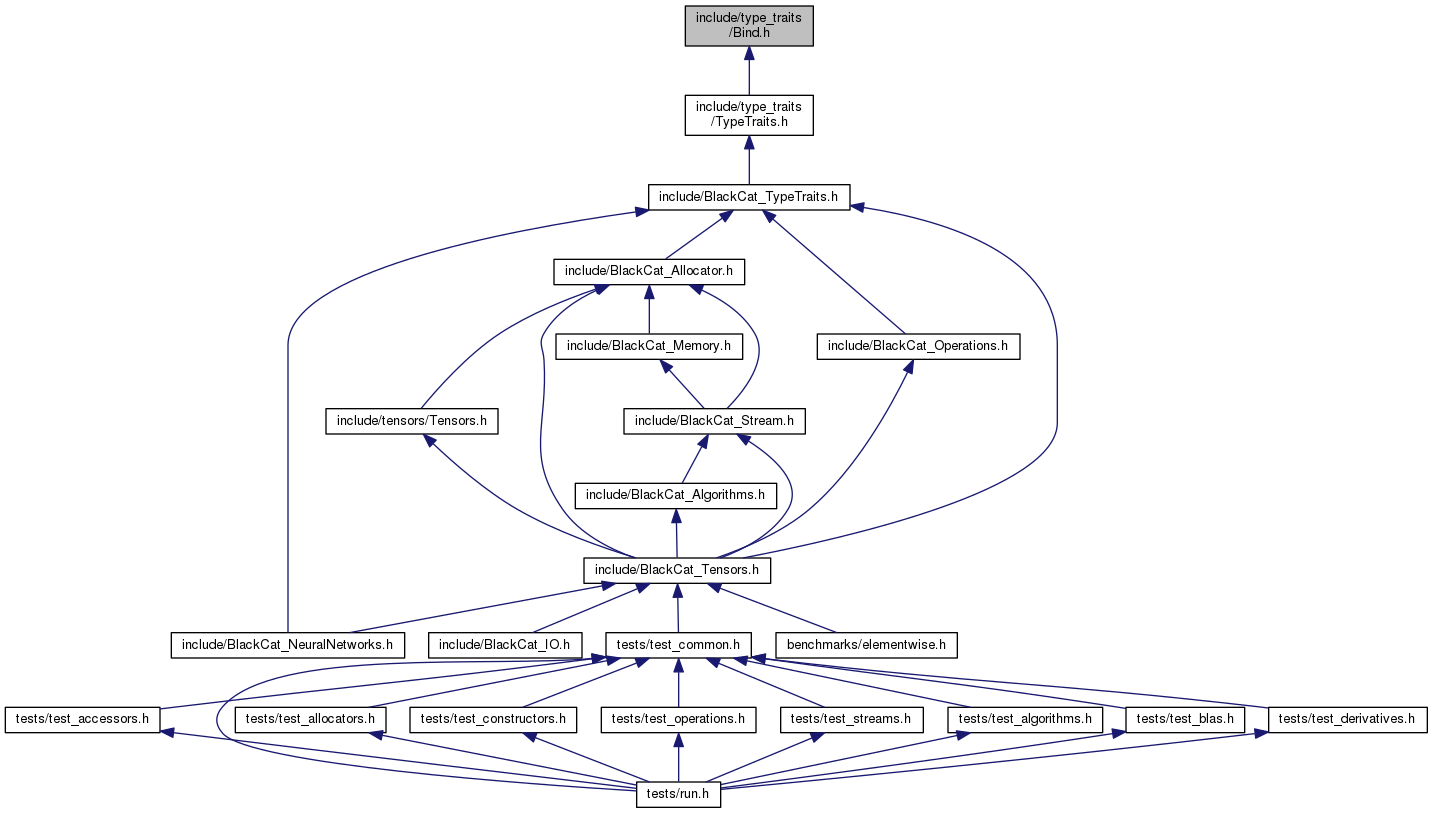 include/type_traits
/Bind.h
include/type_traits
/TypeTraits.h
include/BlackCat_TypeTraits.h
include/BlackCat_Allocator.h
include/BlackCat_Memory.h
include/BlackCat_Operations.h
include/tensors/Tensors.h
include/BlackCat_Stream.h
include/BlackCat_Algorithms.h
include/BlackCat_Tensors.h
include/BlackCat_NeuralNetworks.h
include/BlackCat_IO.h
tests/test_common.h
benchmarks/elementwise.h
tests/test_accessors.h
tests/test_allocators.h
tests/test_constructors.h
tests/test_operations.h
tests/test_streams.h
tests/test_algorithms.h
tests/test_blas.h
tests/test_derivatives.h
tests/run.h